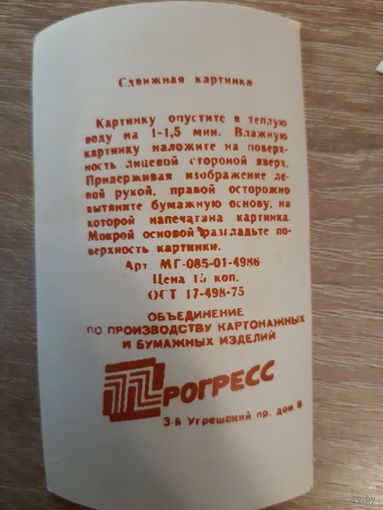 Сдвижная картинка
Картинку опустите в теплую
воду на 1-1,5 мин. Влажную
картинку наложите на поверх-
ность лицевой стороной вверх.
Придерживая изображение ле-
вой рукой, правой осторожно
вытяните бумажную основу, на
которой напечатана картинка.
Мокрой основой разгладьте по-
верхность картинки.
Арт. МГ-085-01-4986
Цена 15 коп.
ОСТ 17-498-75
ОБЪЕДИНЕНИЕ
ПО ПРОИЗВОДСТВУ КАРТОНАЖНЫХ
И БУМАЖНЫХ ИЗДЕЛИЙ
ПРОГРЕСС
3-й Угрешский пр. дом 8